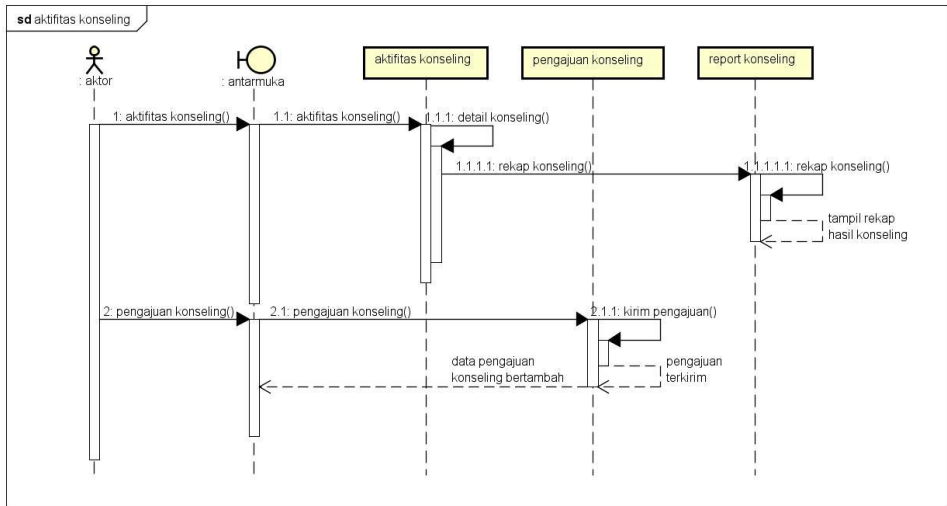 sd aktifitas konseling
: aktor
: antarmuka
aktifitas konseling
pengajuan konseling
report konseling
1: aktifitas konseling()
1.1: aktifitas konseling()
1.1.1: detail konseling()
1.1.1.1: rekap konseling()
1.1.1.1.1: rekap konseling()
tampil rekap
hasil konseling
2: pengajuan konseling()
2.1: pengajuan konseling()
2.1.1: kirim pengajuan()
data pengajuan
konseling bertambah
pengajuan
terkirim